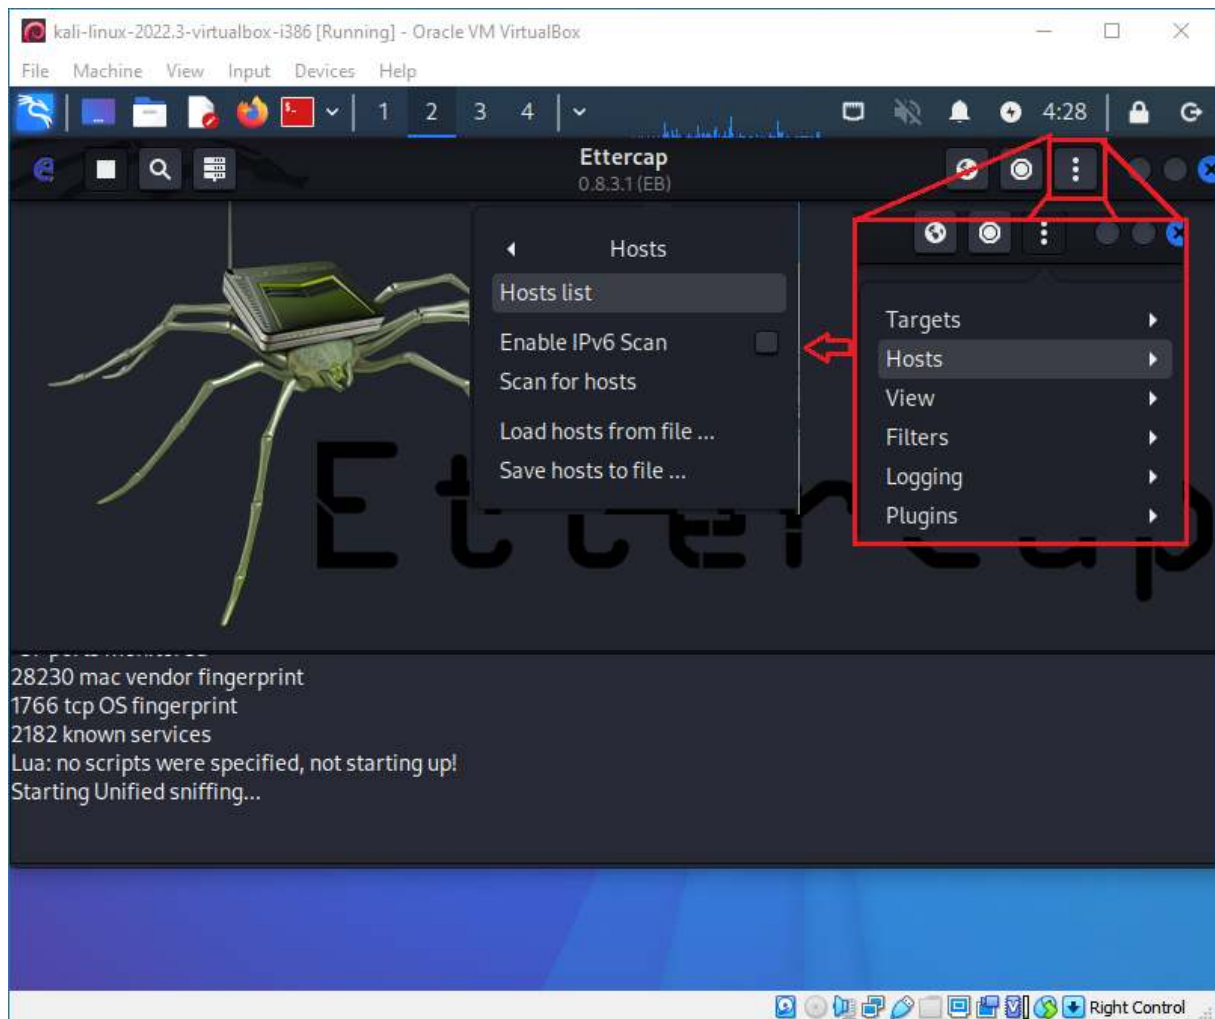 kali-linux-2022.3-virtualbox-i386 [Running] - Oracle VM VirtualBox
File Machine View Input Devices Help
1 2 3 4 4:28
Ettercap
0.8.3.1 (EB)
Hosts
Hosts list
Enable IPv6 Scan
Scan for hosts
Load hosts from file ...
Save hosts to file ...
Targets
Hosts
View
Filters
Logging
Plugins
Ettercap
28230 mac vendor fingerprint
1766 tcp OS fingerprint
2182 known services
Lua: no scripts were specified, not starting up!
Starting Unified sniffing...
Right Control